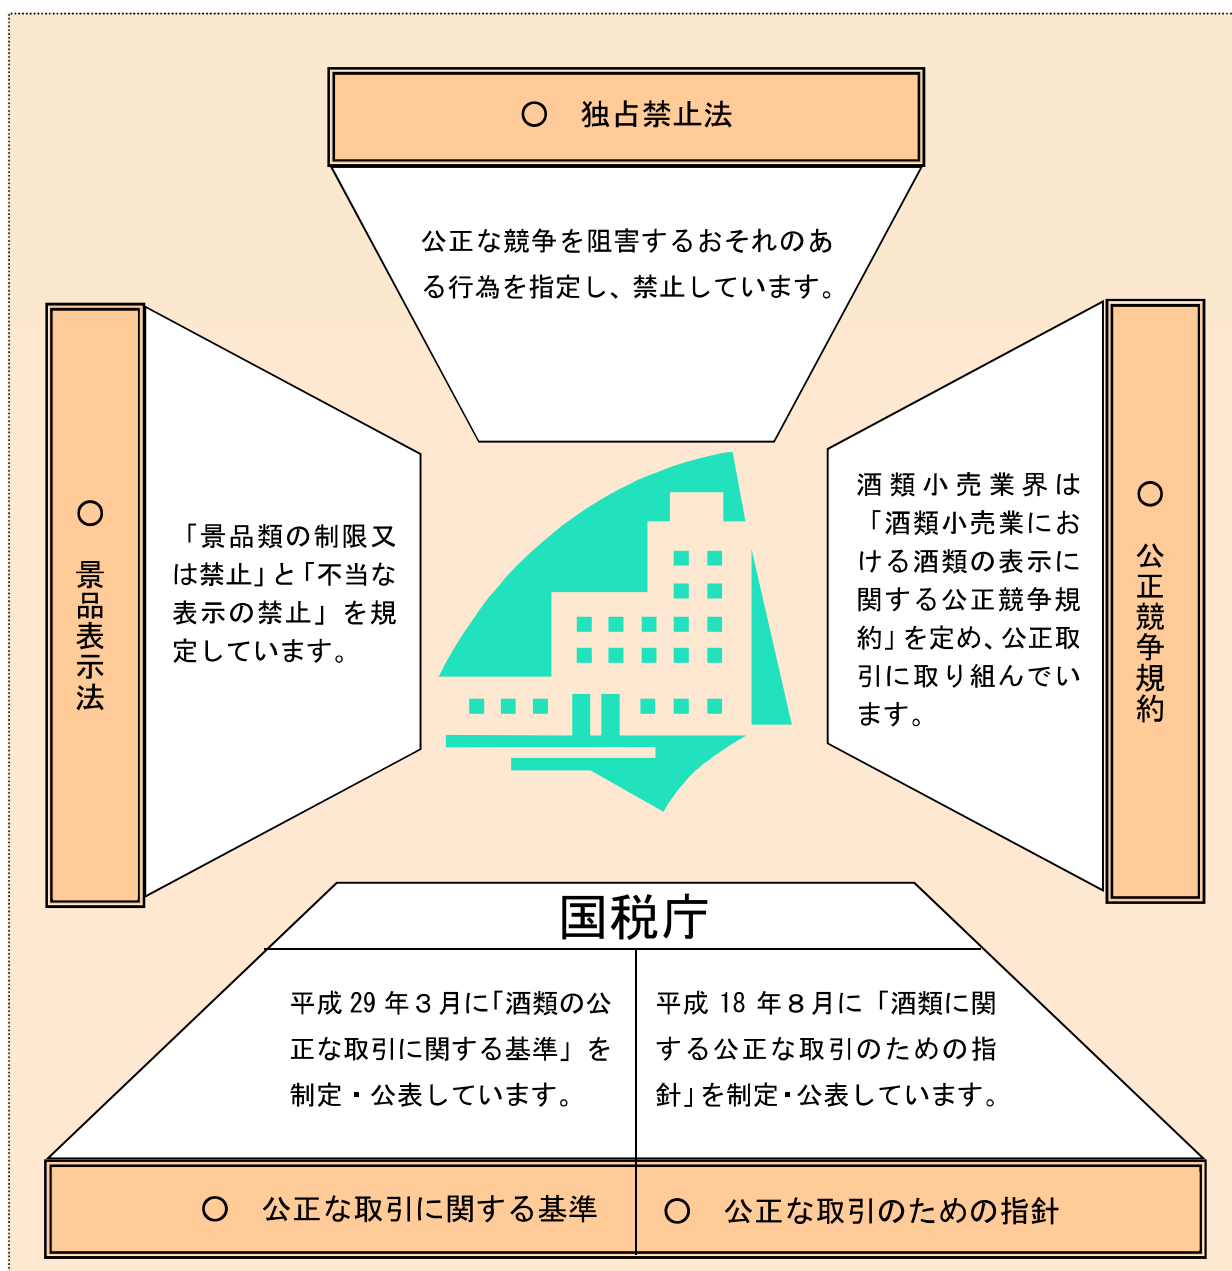 ○ 独占禁止法
公正な競争を阻害するおそれのあ
る行為を指定し、禁止しています。
○ 景品表示法
「景品類の制限又
は禁止」と「不当な
表示の禁止」を規
定しています。
酒類小売業界は
「酒類小売業にお
ける酒類の表示に
関する公正競争規
約」を定め、公正取
引に取り組んでい
ます。
○ 公正競争規約
国税庁
平成 29 年３月に「酒類の公
正な取引に関する基準」を
制定・公表しています。
平成 18 年８月に「酒類に関
する公正な取引のための指
針」を制定・公表しています。
○ 公正な取引に関する基準
○ 公正な取引のための指針